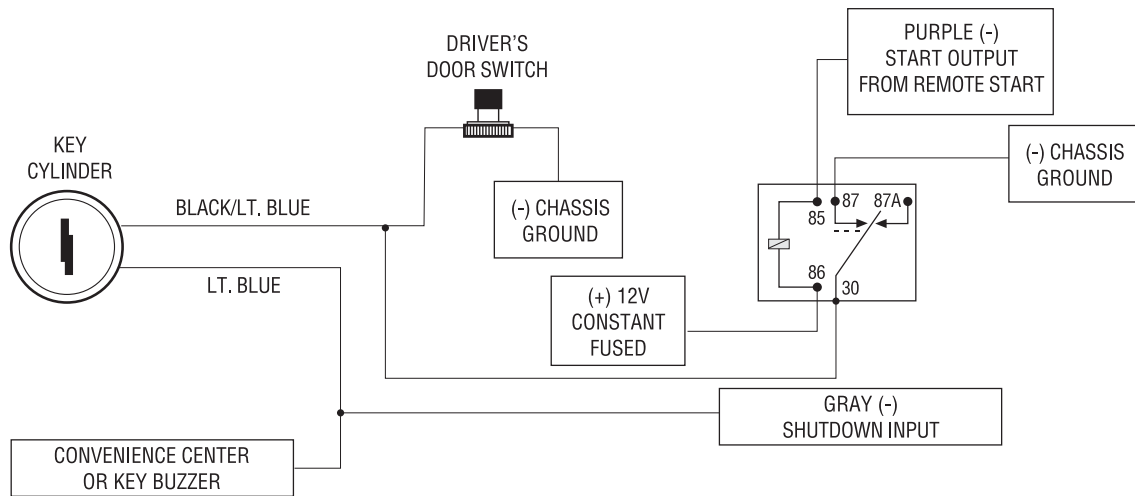 PURPLE (-)
START OUTPUT
FROM REMOTE START
DRIVER'S
DOOR SWITCH
KEY
CYLINDER
(-) CHASSIS
GROUND
BLACK/LT. BLUE
(-) CHASSIS
GROUND
87 87A
85
LT. BLUE
86
30
(+) 12V
CONSTANT
FUSED
GRAY (-)
SHUTDOWN INPUT
CONVENIENCE CENTER
OR KEY BUZZER